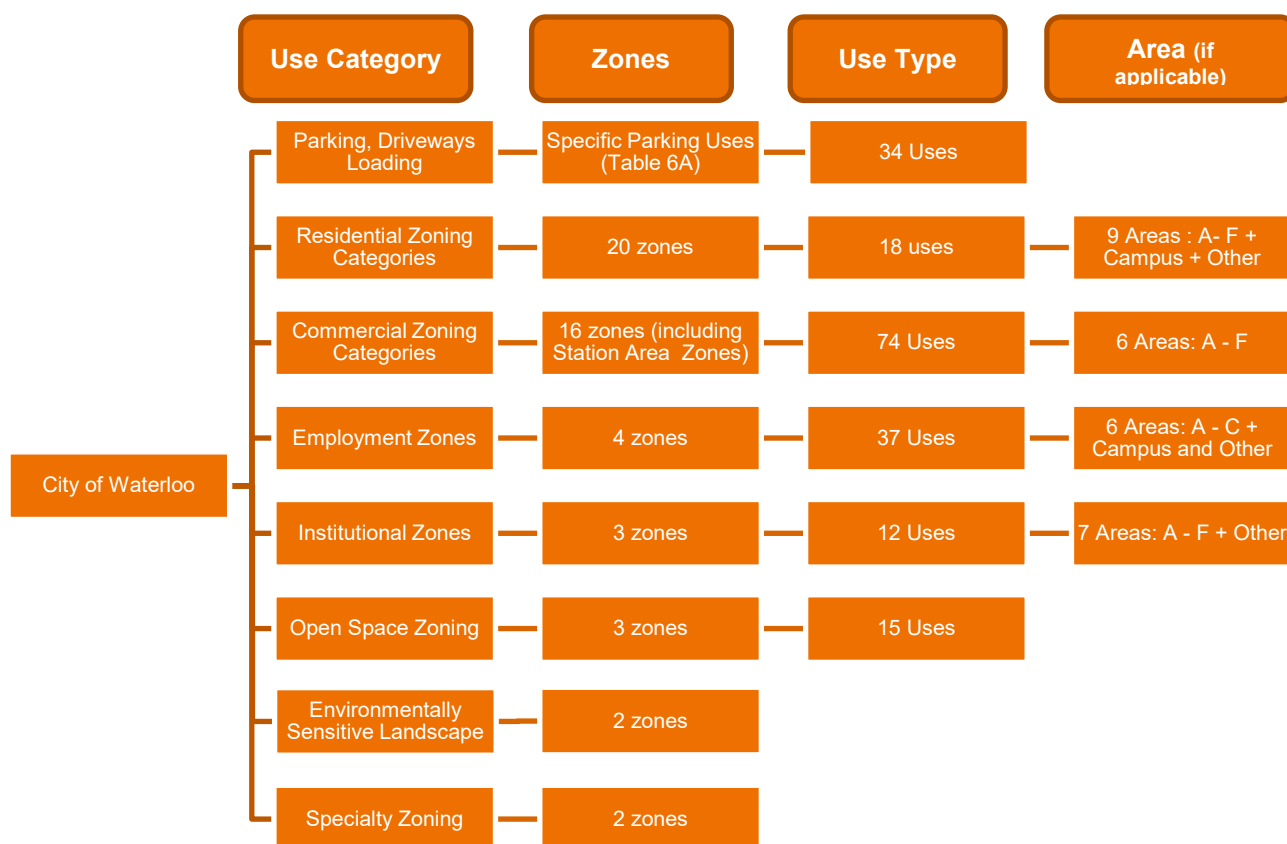 Use Category
Zones
Use Type
Area (if
applicable)
Parking, Driveways
Loading
Specific Parking Uses
(Table 6A)
34 Uses
Residential Zoning
Categories
20 zones
18 uses
9 Areas : A- F +
Campus + Other
Commercial Zoning
Categories
16 zones (including
Station Area Zones)
74 Uses
6 Areas: A - F
Employment Zones
4 zones
37 Uses
6 Areas: A - C +
Campus and Other
City of Waterloo
Institutional Zones
3 zones
12 Uses
7 Areas: A - F + Other
Open Space Zoning
3 zones
15 Uses
Environmentally
Sensitive Landscape
2 zones
Specialty Zoning
2 zones